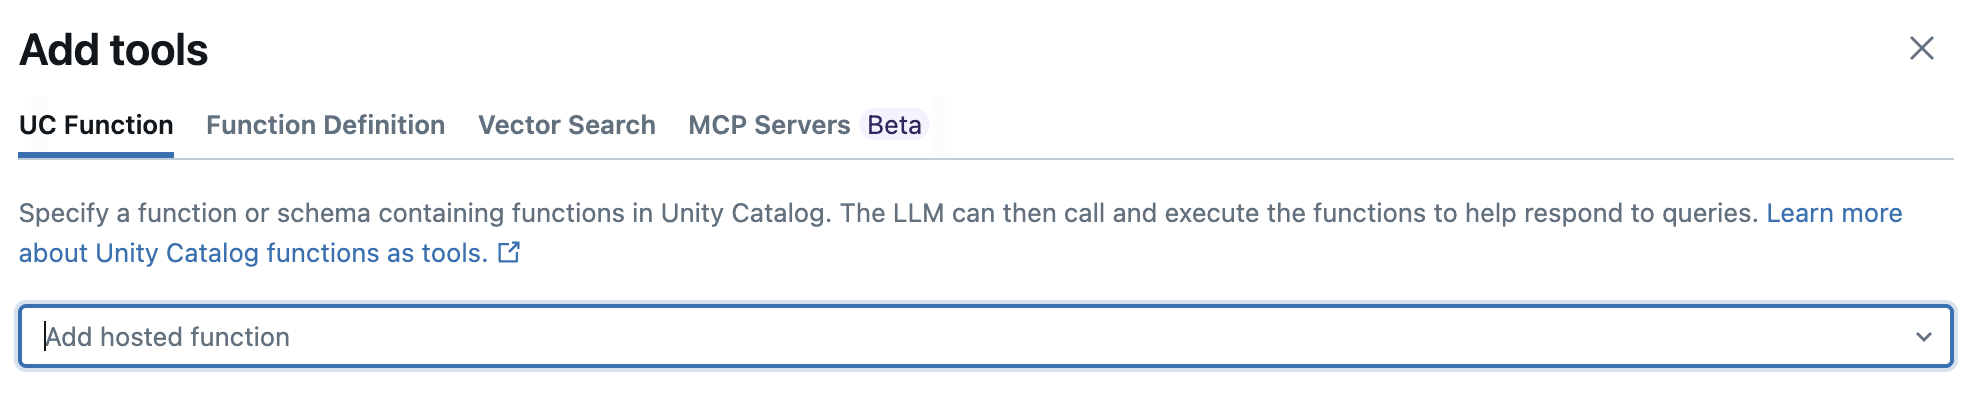 Add tools
UC Function Function Definition Vector Search MCP Servers Beta
Specify a function or schema containing functions in Unity Catalog. The LLM can then call and execute the functions to help respond to queries. Learn more
about Unity Catalog functions as tools.
Add hosted function